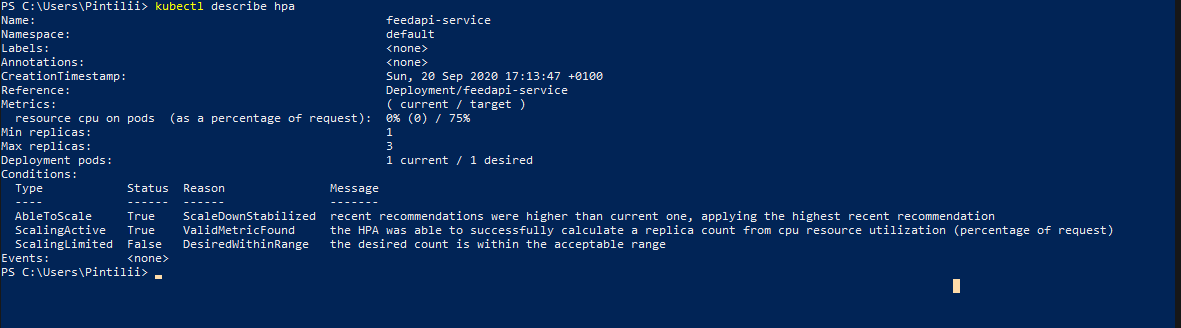 PS C:\Users\Pintilii> kubectl describe hpa
Name: feedapi-service
Namespace: default
Labels: <none>
Annotations: <none>
CreationTimestamp: Sun, 20 Sep 2020 17:13:47 +0100
Reference: Deployment/feedapi-service
Metrics: ( current / target )
  resource cpu on pods  (as a percentage of request): 0% (0) / 75%
Min replicas: 1
Max replicas: 3
Deployment pods: 1 current / 1 desired
Conditions:
  Type            Status  Reason               Message
  ----            ------  ------               -------
  AbleToScale     True    ScaleDownStabilized  recent recommendations were higher than current one, applying the highest recent recommendation
  ScalingActive   True    ValidMetricFound     the HPA was able to successfully calculate a replica count from cpu resource utilization (percentage of request)
  ScalingLimited  False   DesiredWithinRange   the desired count is within the acceptable range
Events: <none>
PS C:\Users\Pintilii>